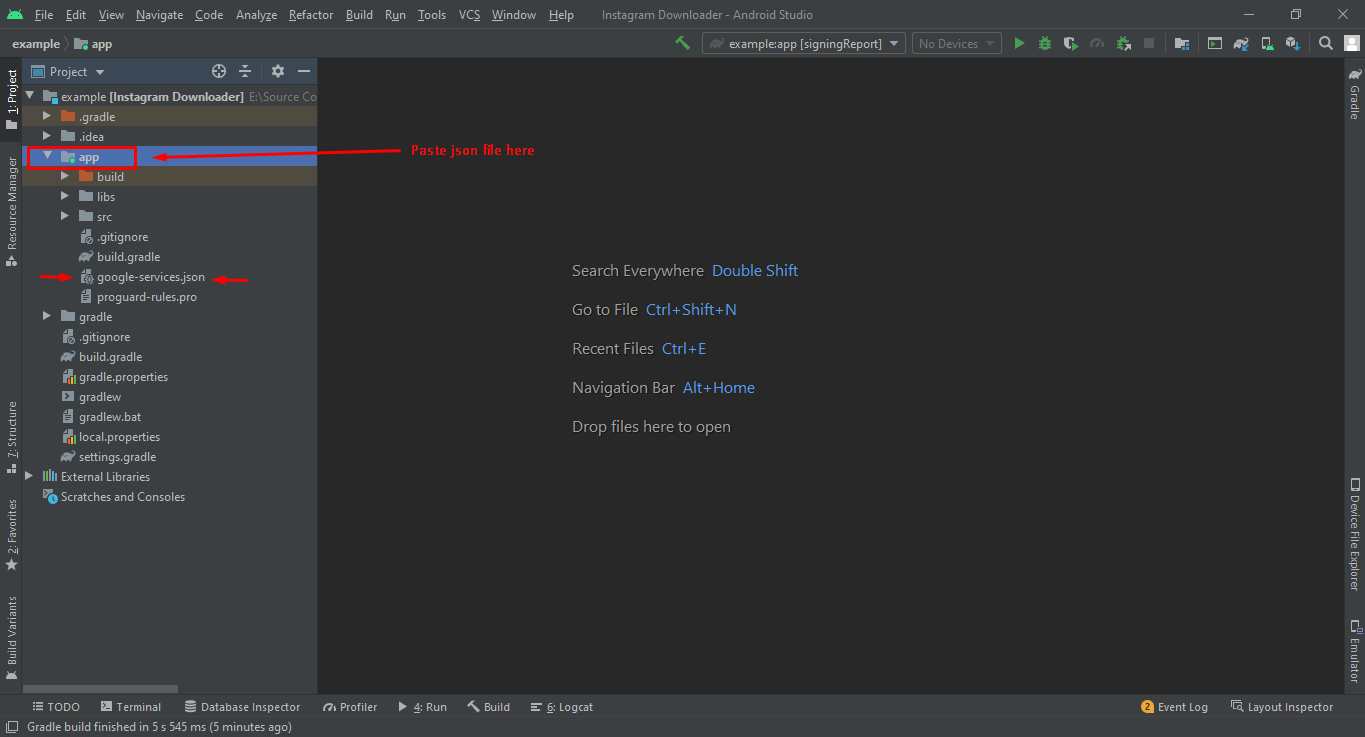 File Edit View Navigate Code Analyze Refactor Build Run Tools VCS Window Help Instagram Downloader - Android Studio
example app
example:app [signingReport] No Devices
1: Project
Resource Manager
7: Structure
2: Favorites
Build Variants
Project
example [Instagram Downloader] E:\Source Co
.gradle
.idea
app
build
libs
src
.gitignore
build.gradle
google-services.json
proguard-rules.pro
gradle
.gitignore
build.gradle
gradle.properties
gradlew
gradlew.bat
local.properties
settings.gradle
External Libraries
Scratches and Consoles
Paste json file here
Search Everywhere Double Shift
Go to File Ctrl+Shift+N
Recent Files Ctrl+E
Navigation Bar Alt+Home
Drop files here to open
Gradle
Device File Explorer
Emulator
TODO Terminal Database Inspector Profiler 4: Run Build 6: Logcat 2 Event Log Layout Inspector
Gradle build finished in 5 s 545 ms (5 minutes ago)